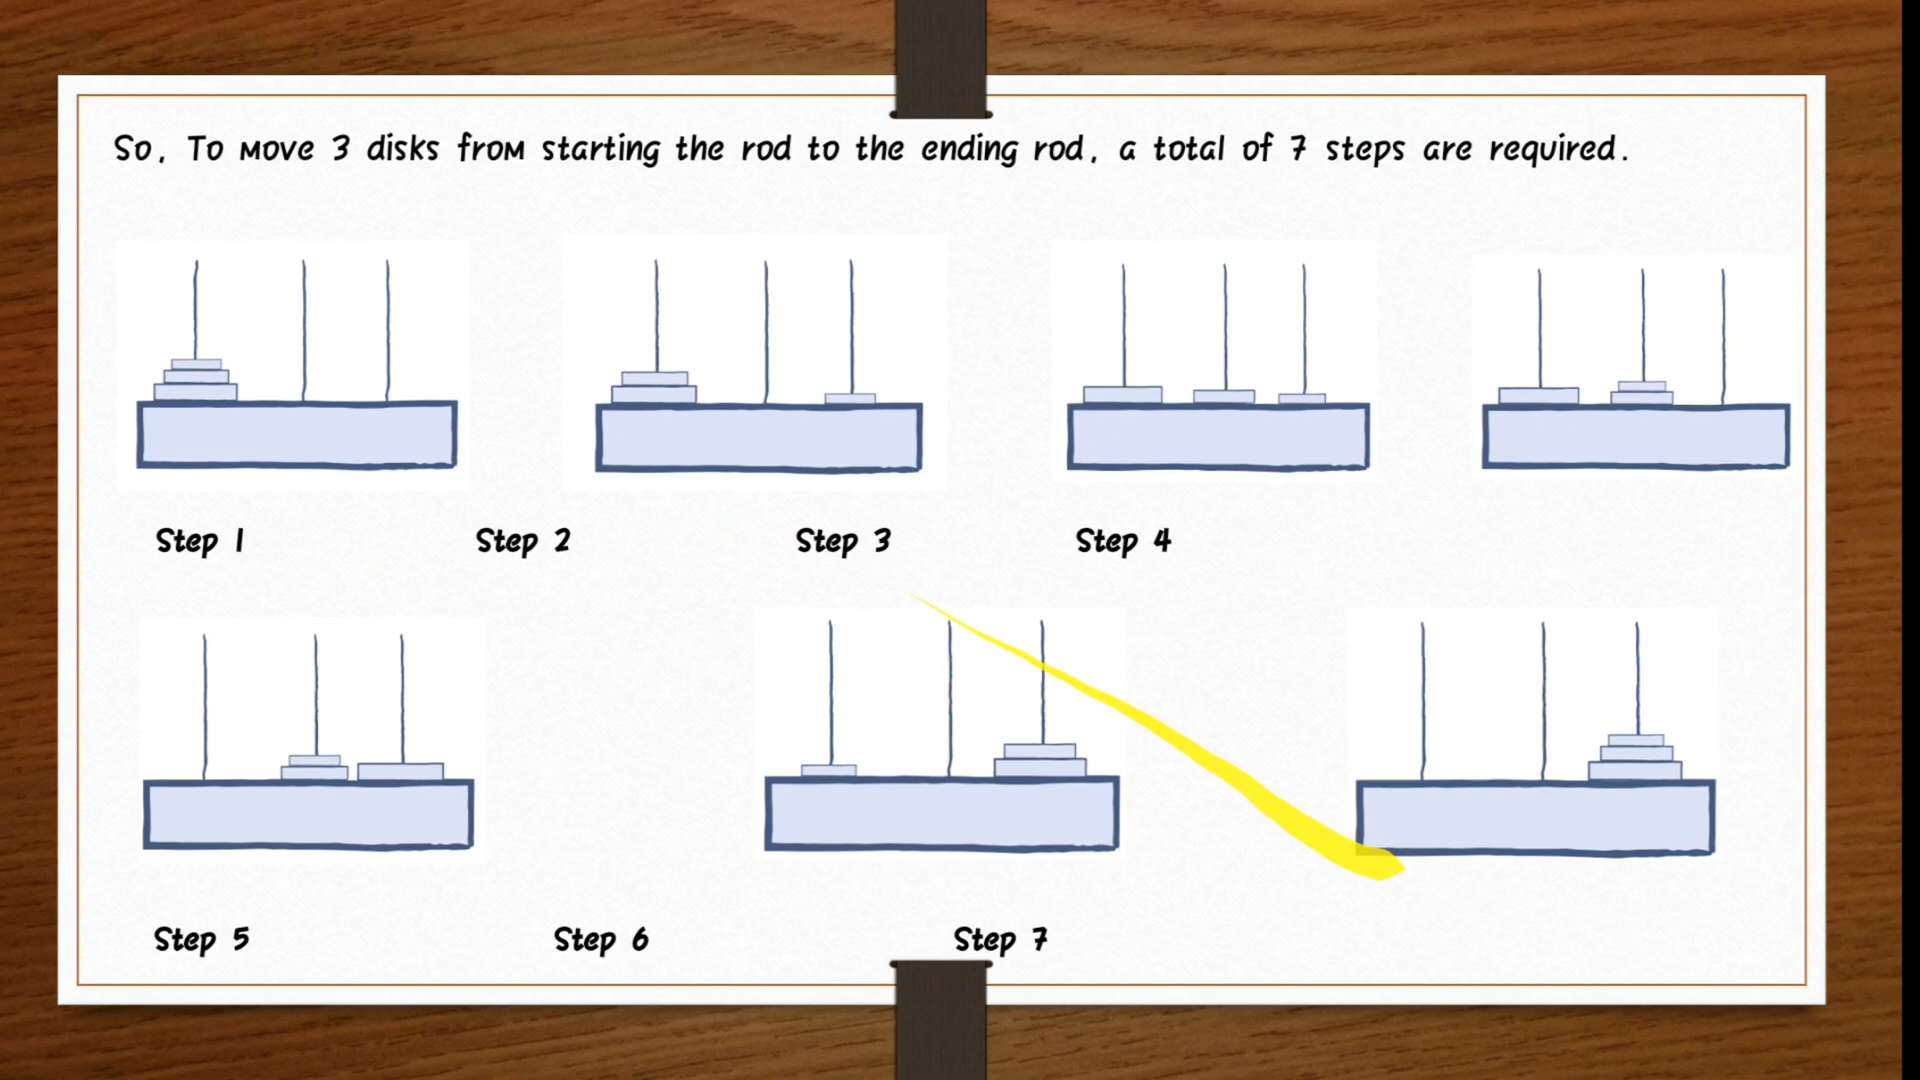 So, To move 3 disks from starting the rod to the ending rod, a total of 7 steps are required.
Step 1 Step 2 Step 3 Step 4
Step 5 Step 6 Step 7